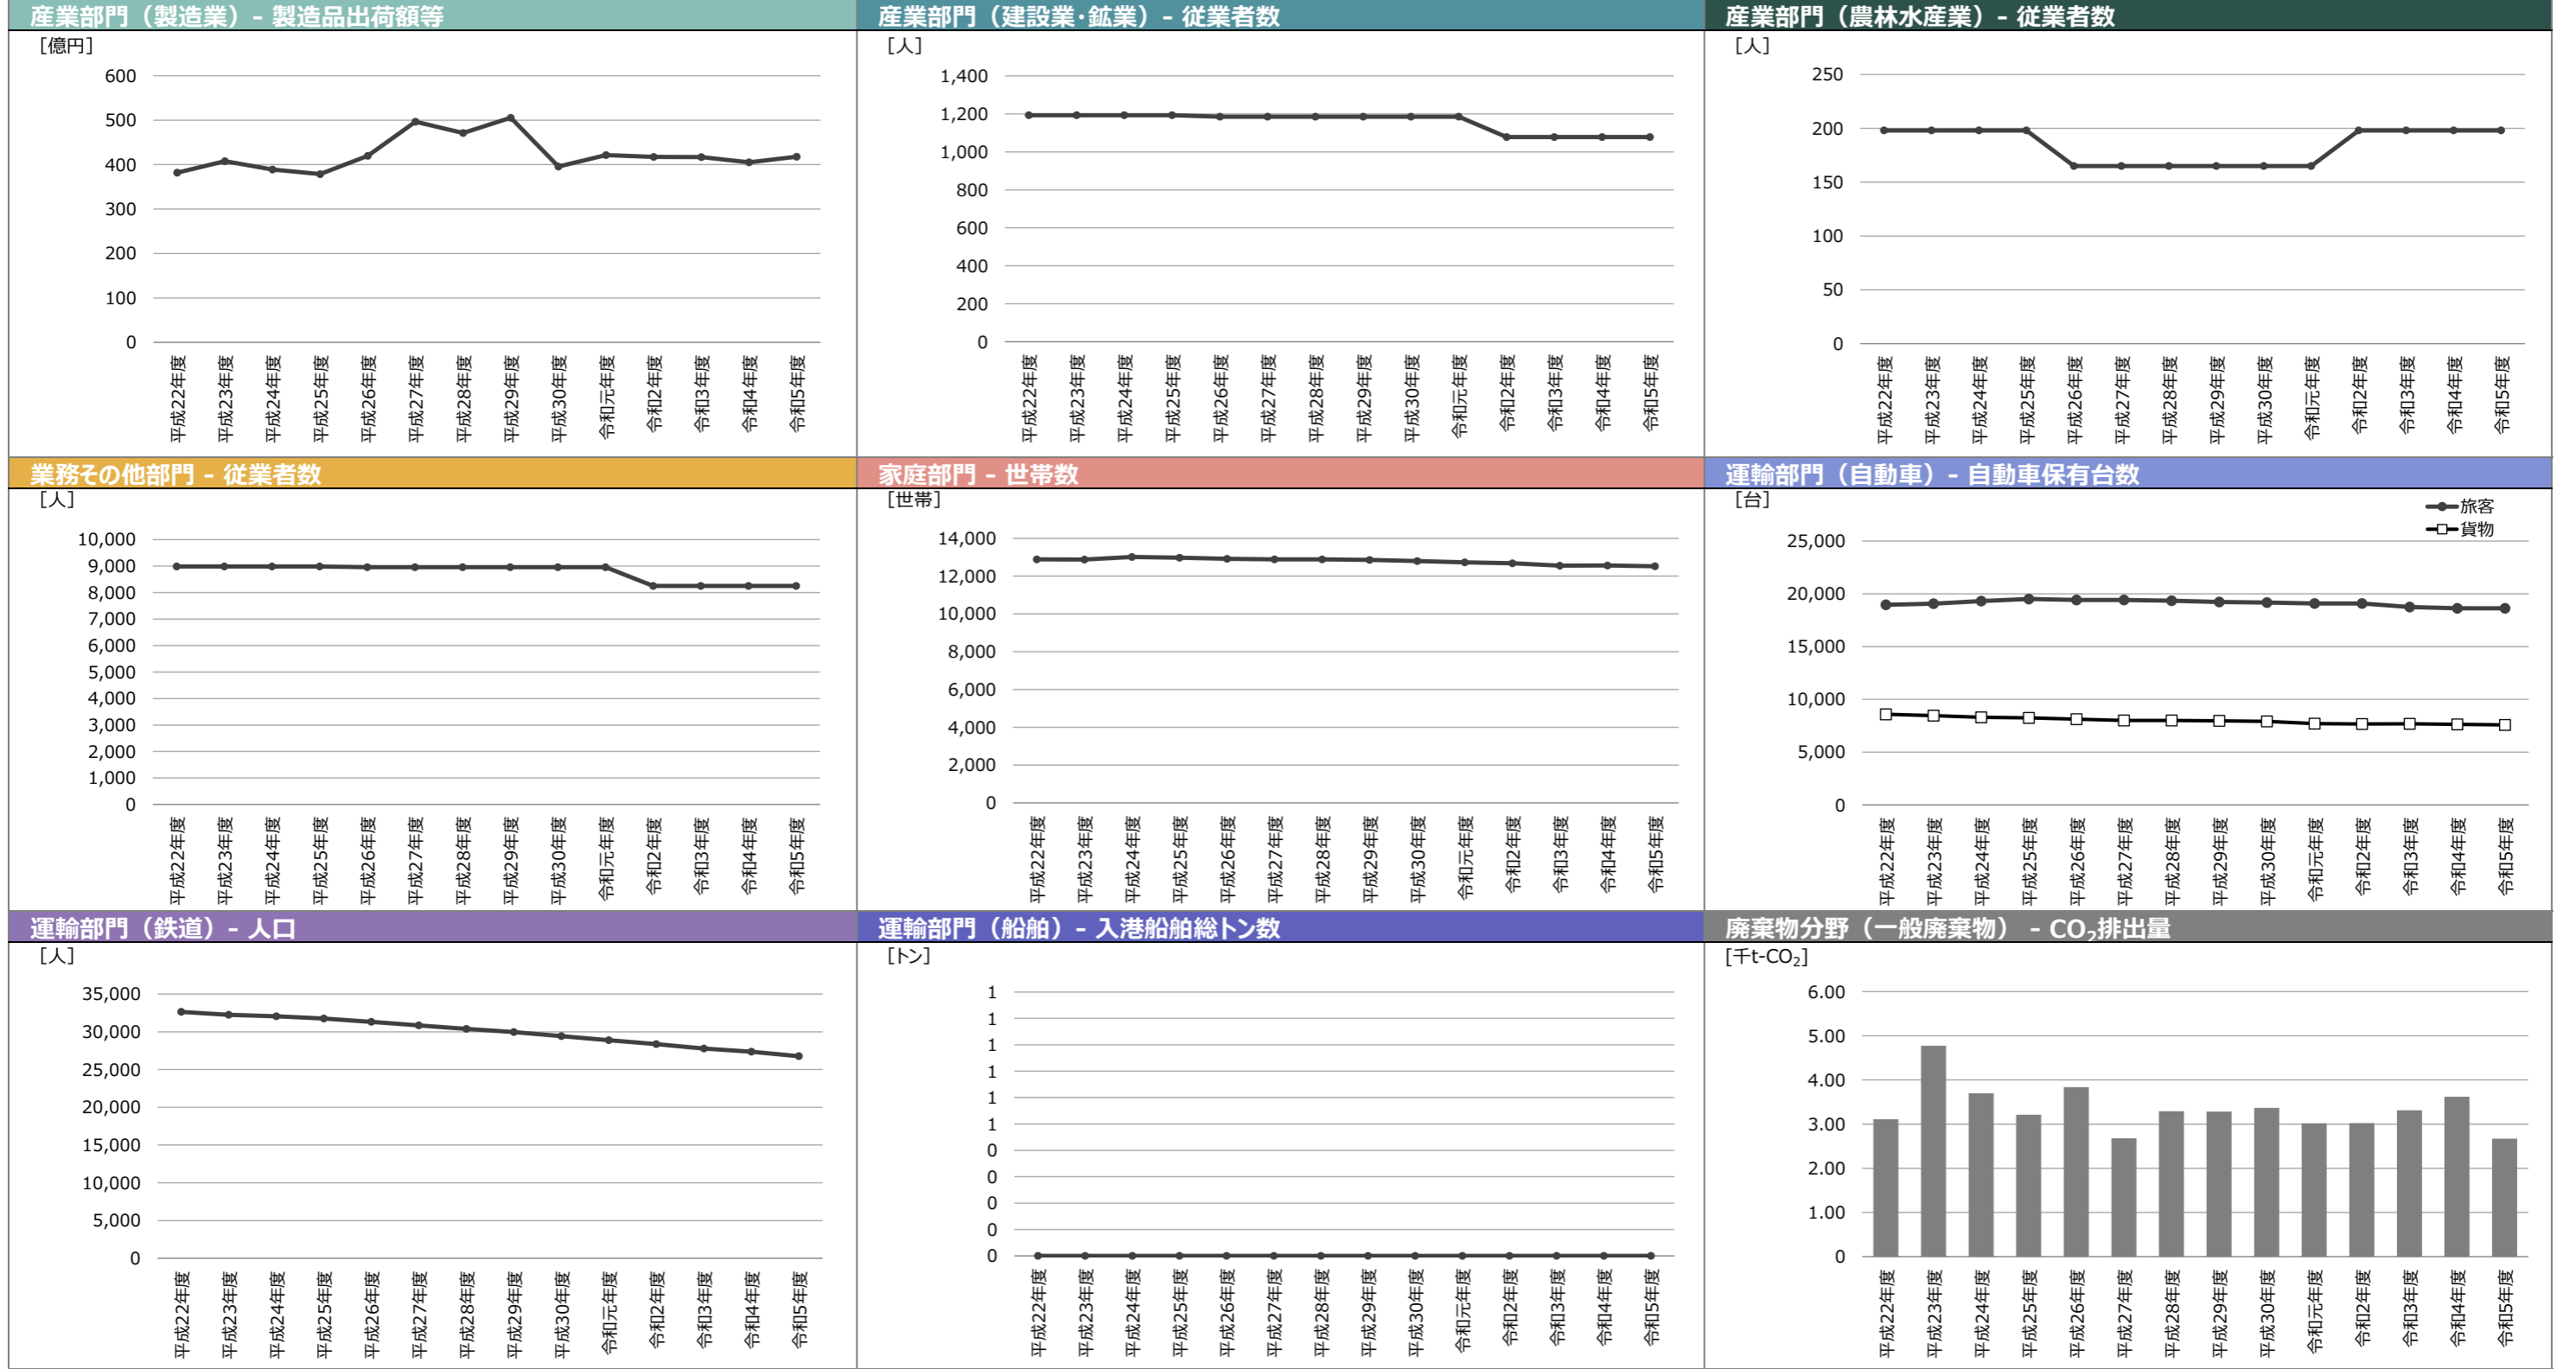 産業部門（製造業）- 製造品出荷額等
［億円］
600
500
400
300
200
100
0
平成22年度
平成23年度
平成24年度
平成25年度
平成26年度
平成27年度
平成28年度
平成29年度
平成30年度
令和元年度
令和2年度
令和3年度
令和4年度
令和5年度
産業部門（建設業･鉱業）- 従業者数
［人］
1,400
1,200
1,000
800
600
400
200
0
平成22年度
平成23年度
平成24年度
平成25年度
平成26年度
平成27年度
平成28年度
平成29年度
平成30年度
令和元年度
令和2年度
令和3年度
令和4年度
令和5年度
産業部門（農林水産業）- 従業者数
［人］
250
200
150
100
50
0
平成22年度
平成23年度
平成24年度
平成25年度
平成26年度
平成27年度
平成28年度
平成29年度
平成30年度
令和元年度
令和2年度
令和3年度
令和4年度
令和5年度
業務その他部門 - 従業者数
［人］
10,000
9,000
8,000
7,000
6,000
5,000
4,000
3,000
2,000
1,000
0
平成22年度
平成23年度
平成24年度
平成25年度
平成26年度
平成27年度
平成28年度
平成29年度
平成30年度
令和元年度
令和2年度
令和3年度
令和4年度
令和5年度
家庭部門 - 世帯数
［世帯］
14,000
12,000
10,000
8,000
6,000
4,000
2,000
0
平成22年度
平成23年度
平成24年度
平成25年度
平成26年度
平成27年度
平成28年度
平成29年度
平成30年度
令和元年度
令和2年度
令和3年度
令和4年度
令和5年度
運輸部門（自動車）- 自動車保有台数
［台］
旅客
貨物
25,000
20,000
15,000
10,000
5,000
0
平成22年度
平成23年度
平成24年度
平成25年度
平成26年度
平成27年度
平成28年度
平成29年度
平成30年度
令和元年度
令和2年度
令和3年度
令和4年度
令和5年度
運輸部門（鉄道）- 人口
［人］
35,000
30,000
25,000
20,000
15,000
10,000
5,000
0
平成22年度
平成23年度
平成24年度
平成25年度
平成26年度
平成27年度
平成28年度
平成29年度
平成30年度
令和元年度
令和2年度
令和3年度
令和4年度
令和5年度
運輸部門（船舶）- 入港船舶総トン数
［トン］
1
1
1
1
1
1
0
0
0
0
0
平成22年度
平成23年度
平成24年度
平成25年度
平成26年度
平成27年度
平成28年度
平成29年度
平成30年度
令和元年度
令和2年度
令和3年度
令和4年度
令和5年度
廃棄物分野（一般廃棄物） - CO₂排出量
[千t-CO₂]
6.00
5.00
4.00
3.00
2.00
1.00
0
平成22年度
平成23年度
平成24年度
平成25年度
平成26年度
平成27年度
平成28年度
平成29年度
平成30年度
令和元年度
令和2年度
令和3年度
令和4年度
令和5年度